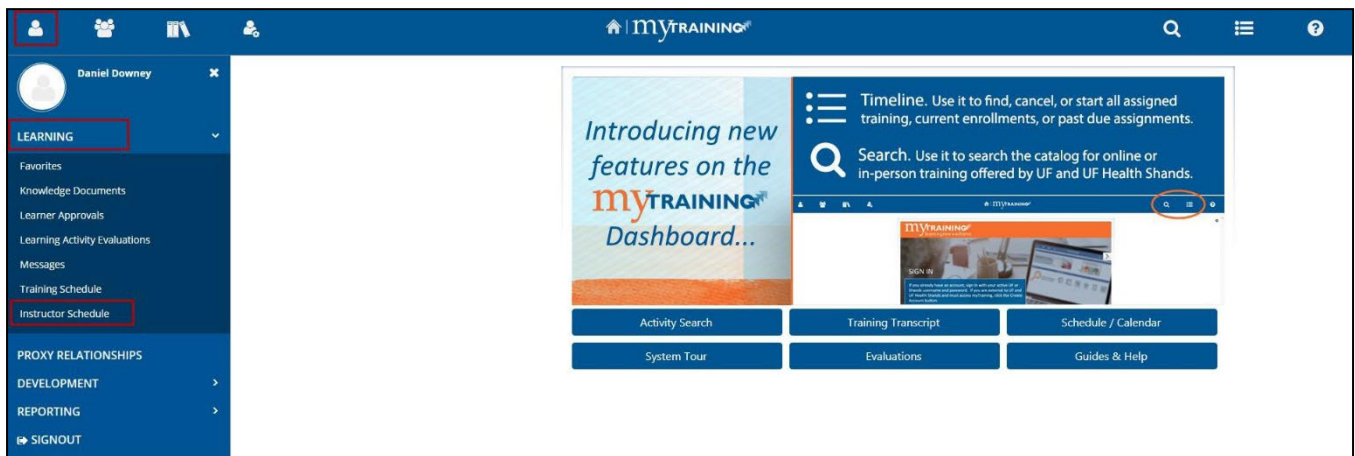 myTRAINING
Daniel Downey
LEARNING
Favorites
Knowledge Documents
Learner Approvals
Learning Activity Evaluations
Messages
Training Schedule
Instructor Schedule
PROXY RELATIONSHIPS
DEVELOPMENT
REPORTING
SIGNOUT
Introducing new
features on the
myTRAINING
Dashboard...
Timeline. Use it to find, cancel, or start all assigned
training, current enrollments, or past due assignments.
Search. Use it to search the catalog for online or
in-person training offered by UF and UF Health Shands.
myTRAINING
myTRAINING
SIGN IN
Activity Search
Training Transcript
Schedule / Calendar
System Tour
Evaluations
Guides & Help